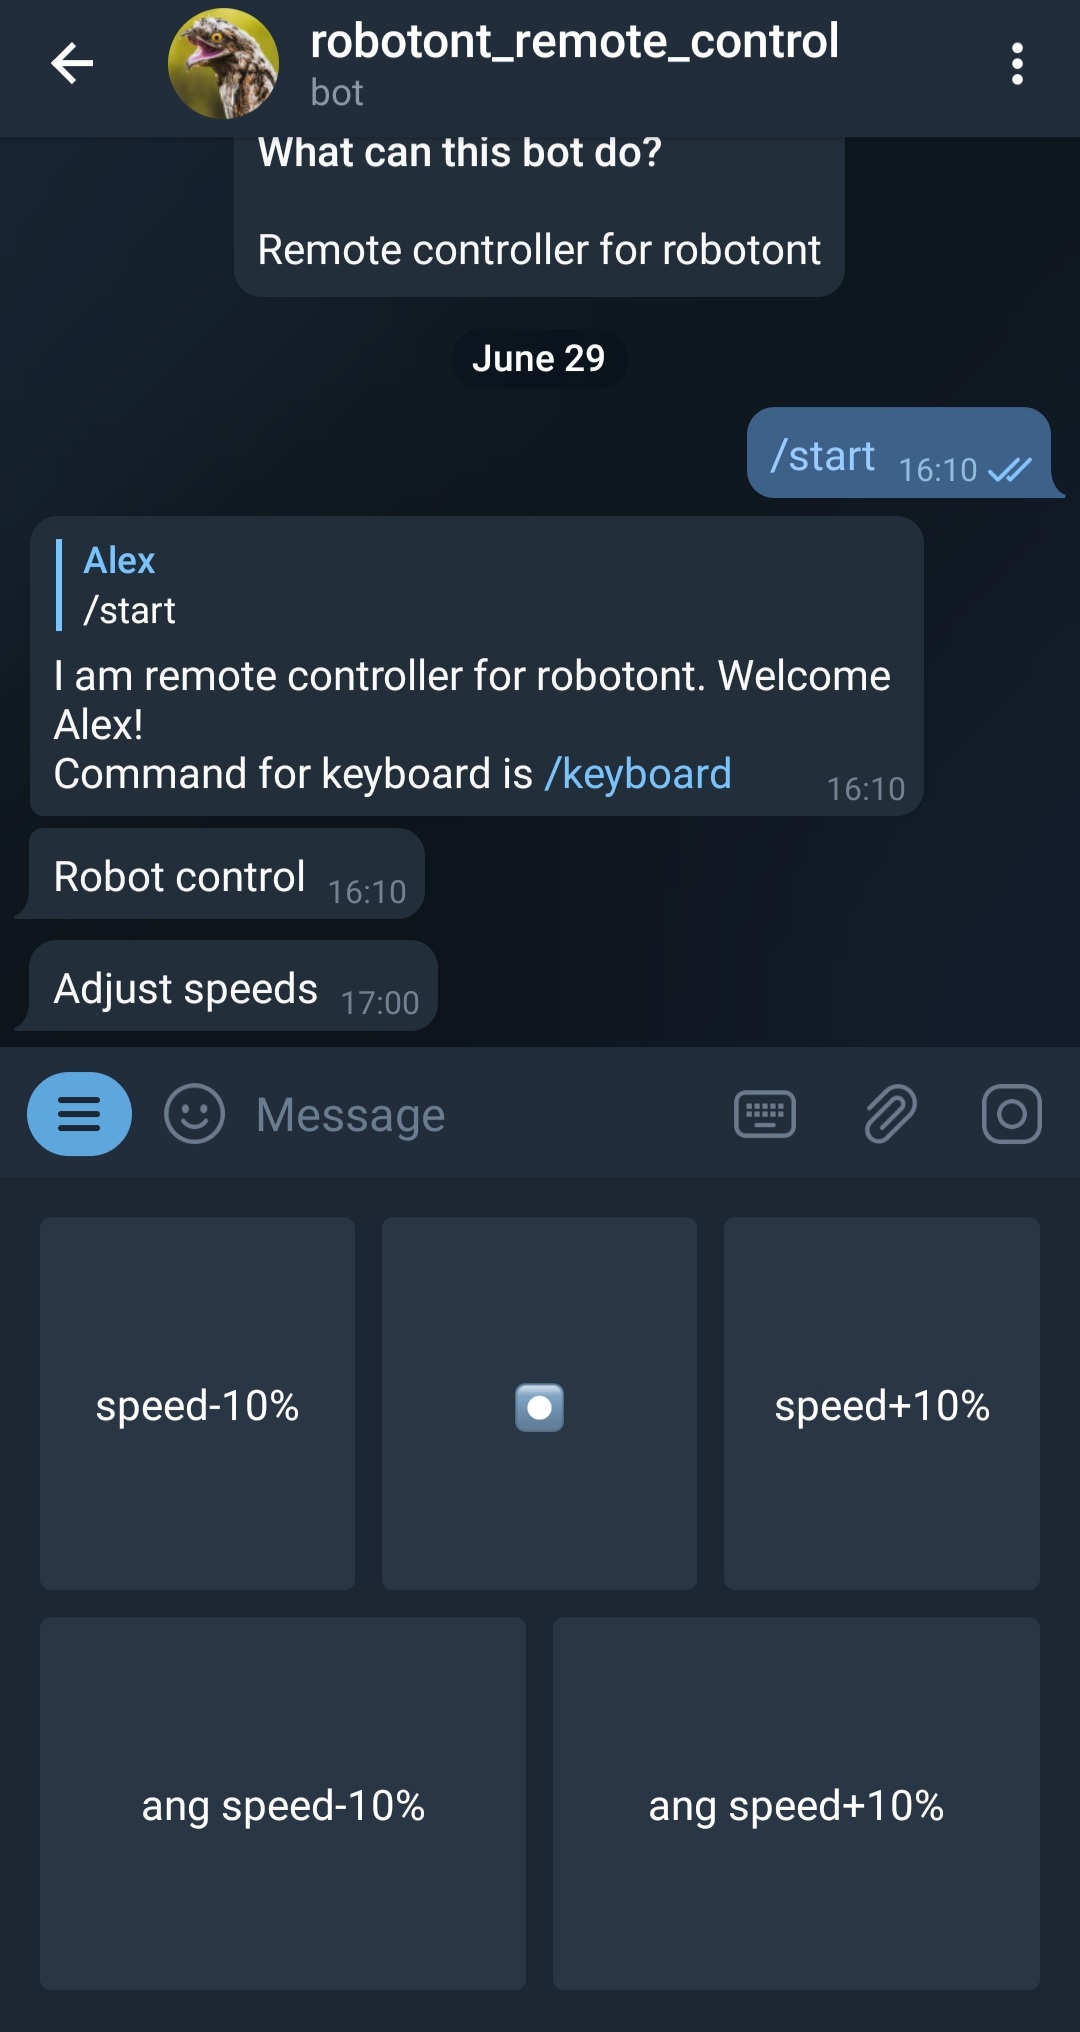 robotont_remote_control
bot
What can this bot do?
Remote controller for robotont
June 29
/start 16:10
Alex
/start
I am remote controller for robotont. Welcome
Alex!
Command for keyboard is /keyboard 16:10
Robot control 16:10
Adjust speeds 17:00
Message
speed-10% speed+10%
ang speed-10% ang speed+10%